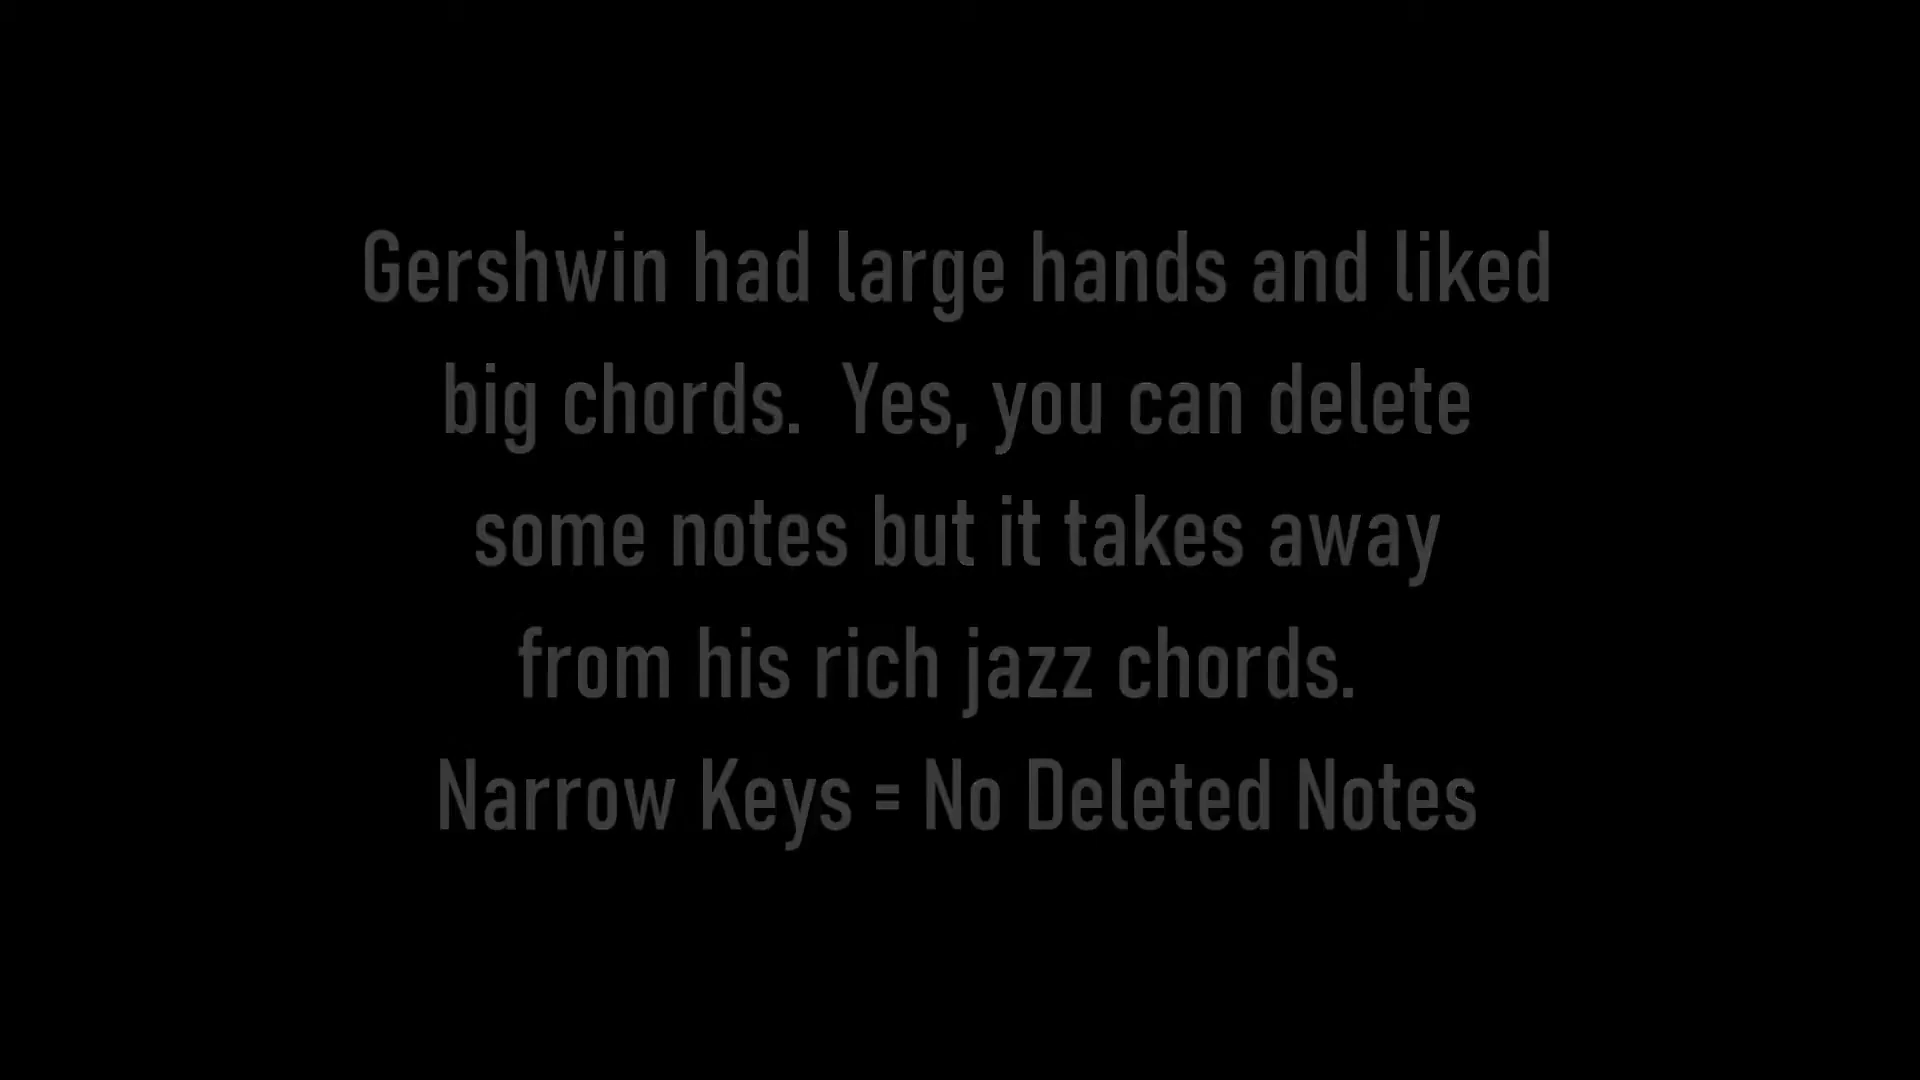 Gershwin had large hands and liked
big chords.  Yes, you can delete
some notes but it takes away
from his rich jazz chords.
Narrow Keys = No Deleted Notes